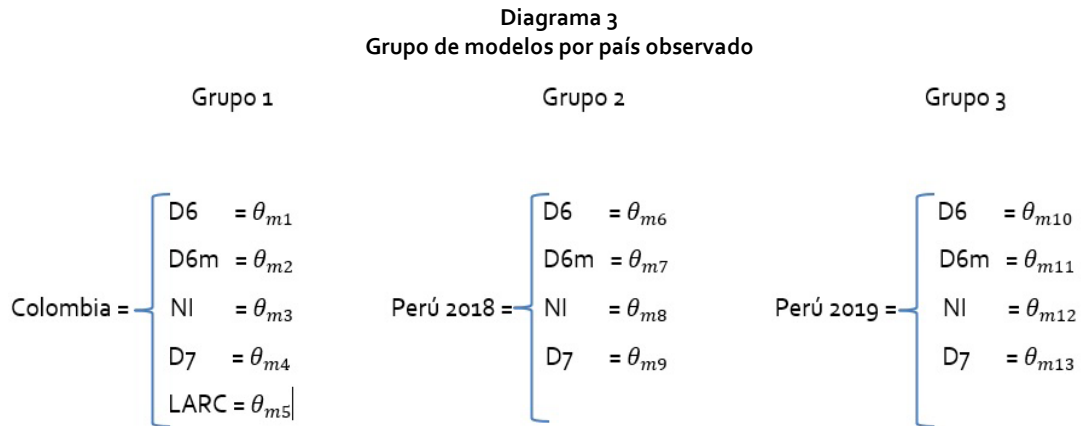 Diagrama 3
Grupo de modelos por país observado
Grupo 1
Grupo 2
Grupo 3
Colombia =
D6 = θm1
D6m = θm2
NI = θm3
D7 = θm4
LARC = θm5
Perú 2018 =
D6 = θm6
D6m = θm7
NI = θm8
D7 = θm9
Perú 2019 =
D6 = θm10
D6m = θm11
NI = θm12
D7 = θm13